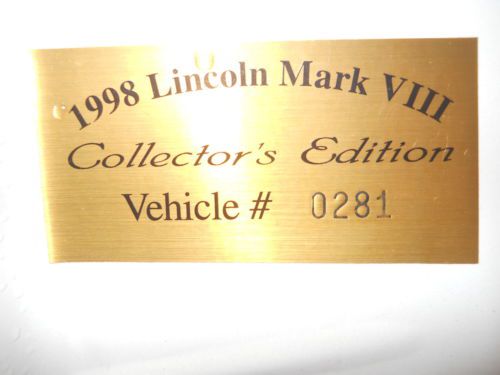 1998 Lincoln Mark VIII
Collector's Edition
Vehicle # 0281